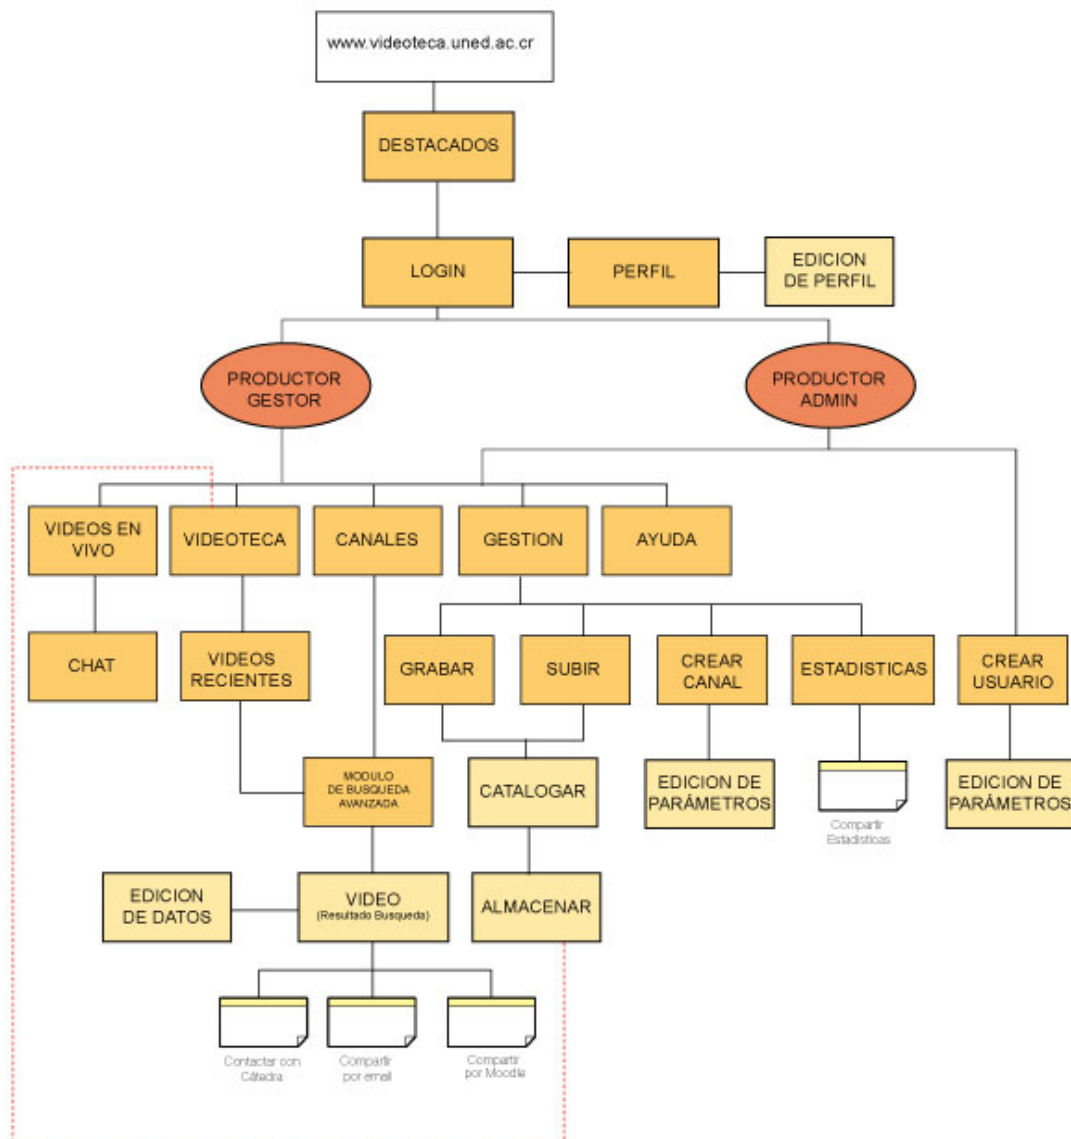 www.videoteca.uned.ac.cr
DESTACADOS
LOGIN
PERFIL
EDICION
DE PERFIL
PRODUCTOR
GESTOR
PRODUCTOR
ADMIN
VIDEOS EN
VIVO
VIDEOTECA
CANALES
GESTION
AYUDA
CHAT
VIDEOS
RECIENTES
GRABAR
SUBIR
CREAR
CANAL
ESTADISTICAS
CREAR
USUARIO
MODULO
DE BUSQUEDA
AVANZADA
CATALOGAR
EDICION DE
PARÁMETROS
Compartir
Estadisticas
EDICION DE
PARÁMETROS
EDICION
DE DATOS
VIDEO
(Resultado Busqueda)
ALMACENAR
Contactar con
Cátedra
Compartir
por email
Compartir
por Moodle